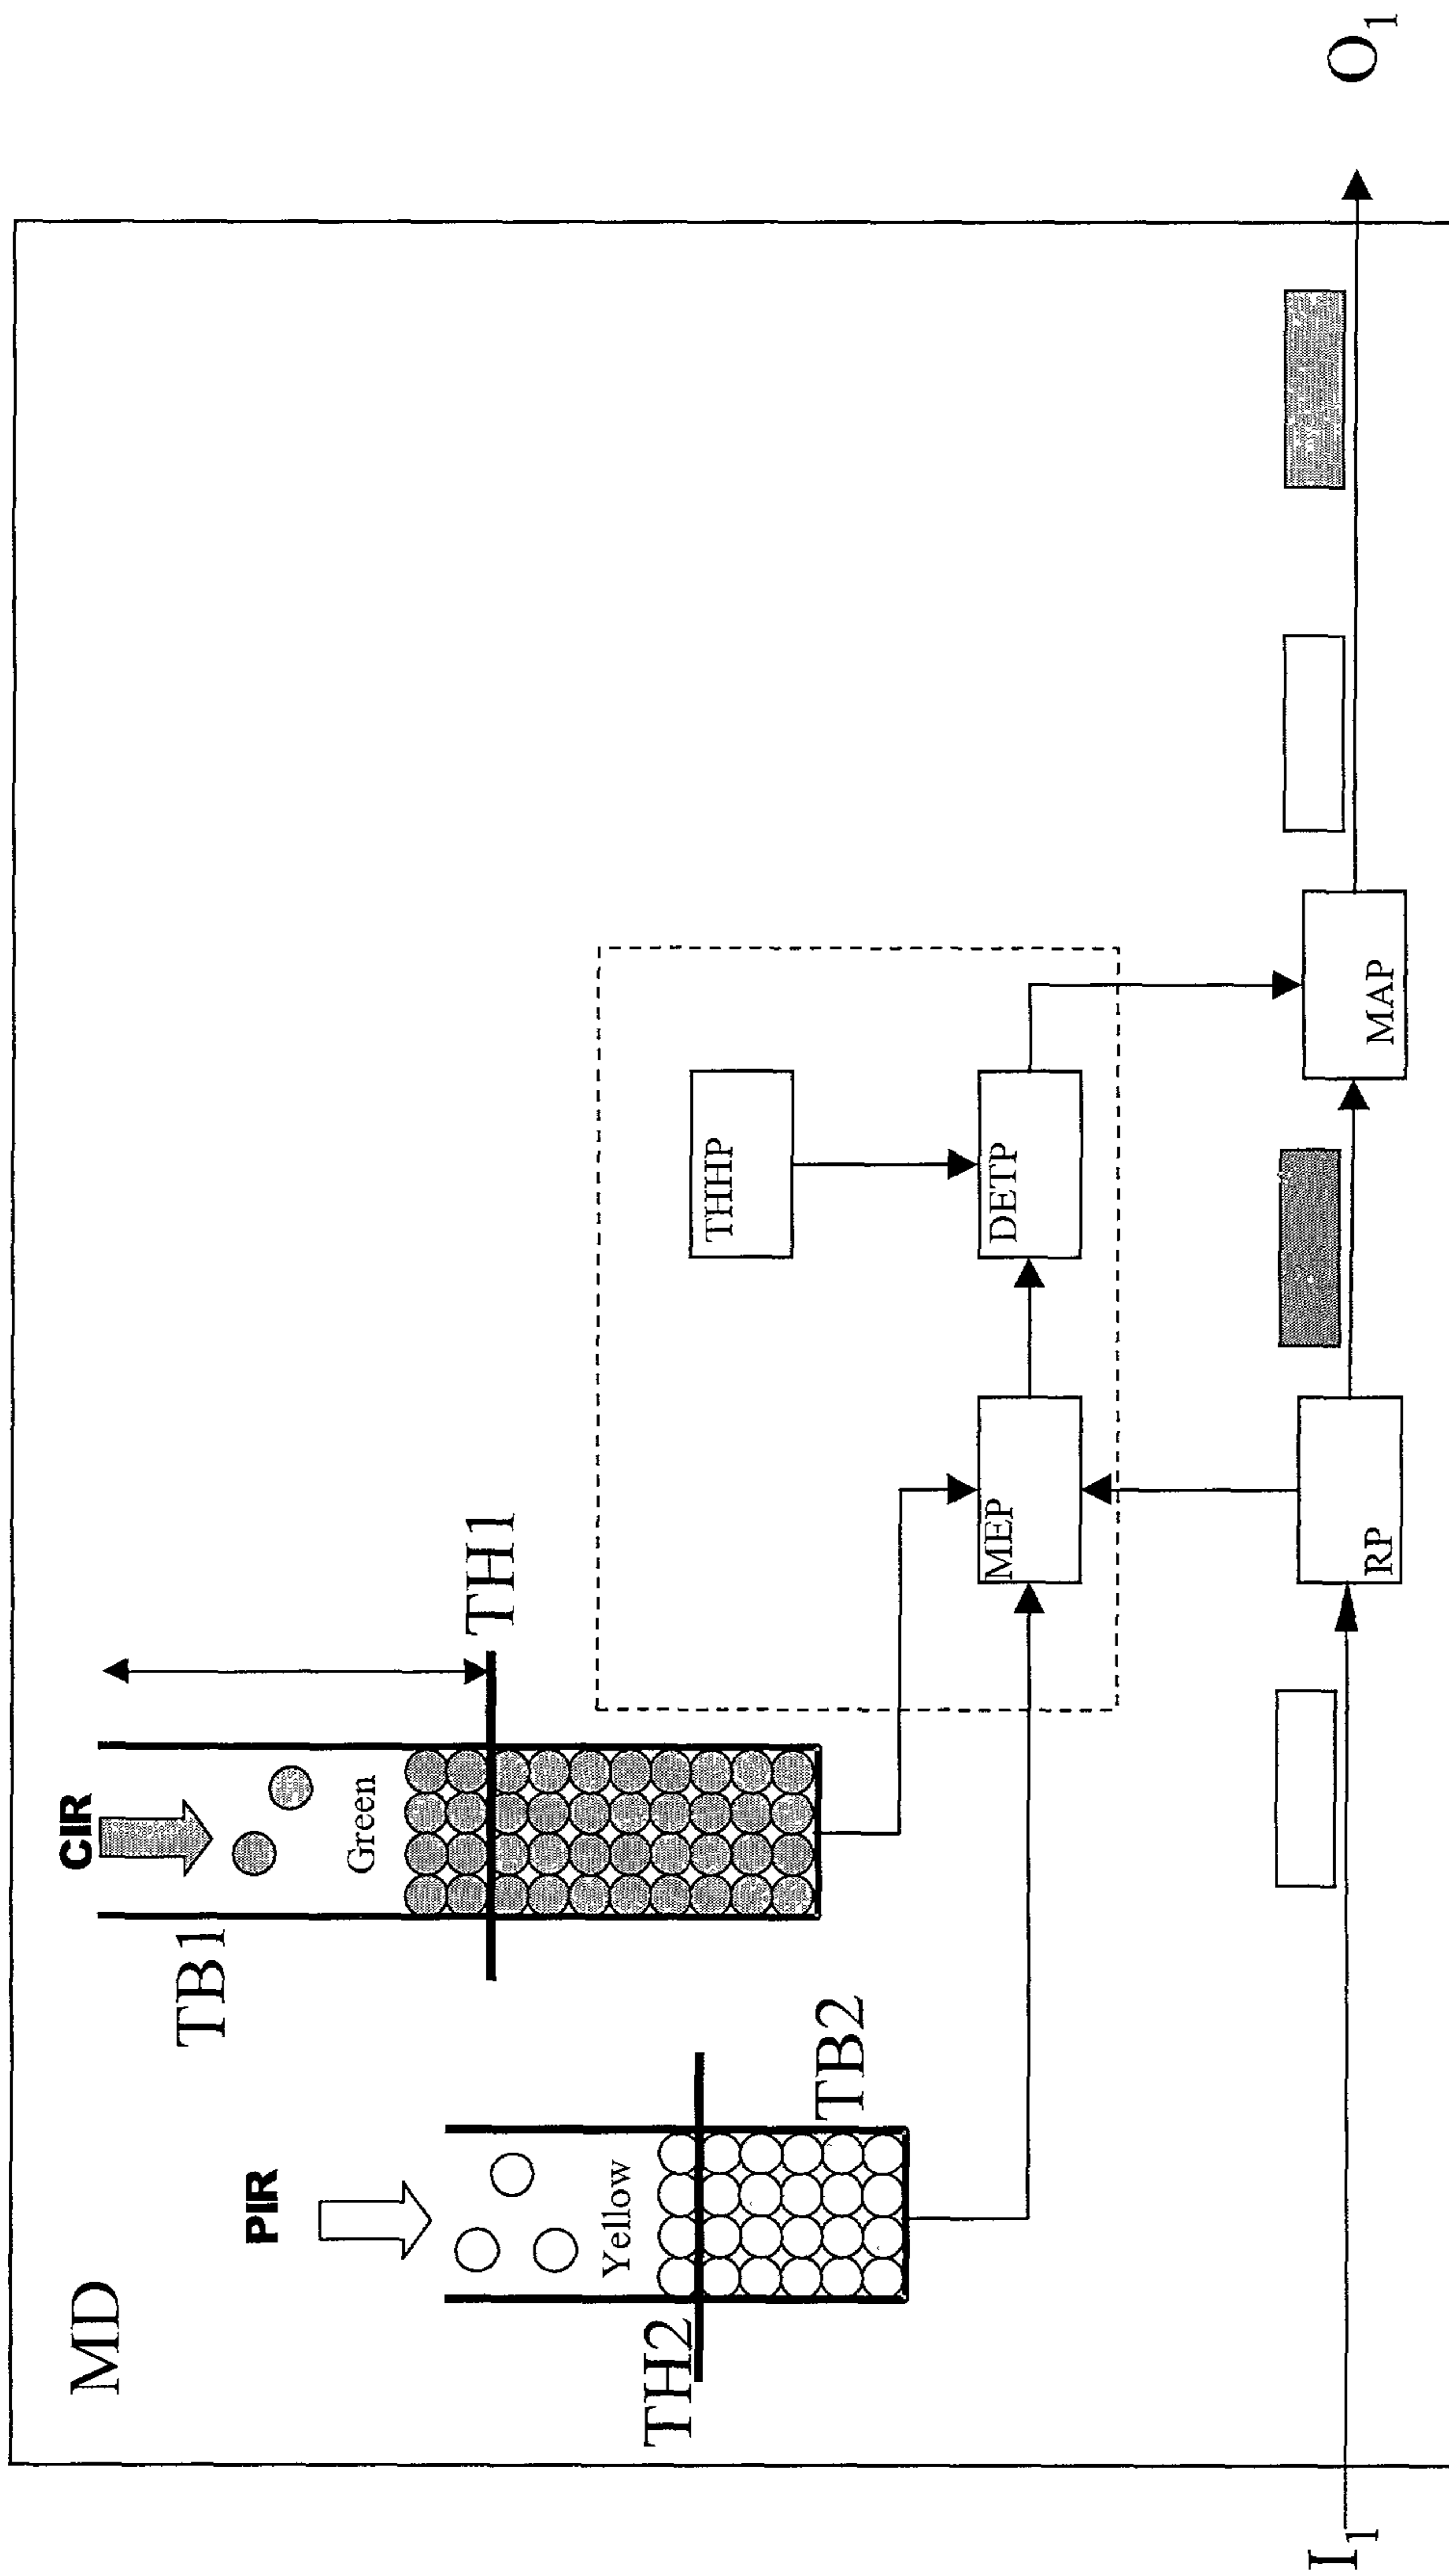 MD
PIR
CIR
TB1
Green
Yellow
TH1
TH2
TB2
THHP
MEP
DETP
RP
MAP
I1
O1